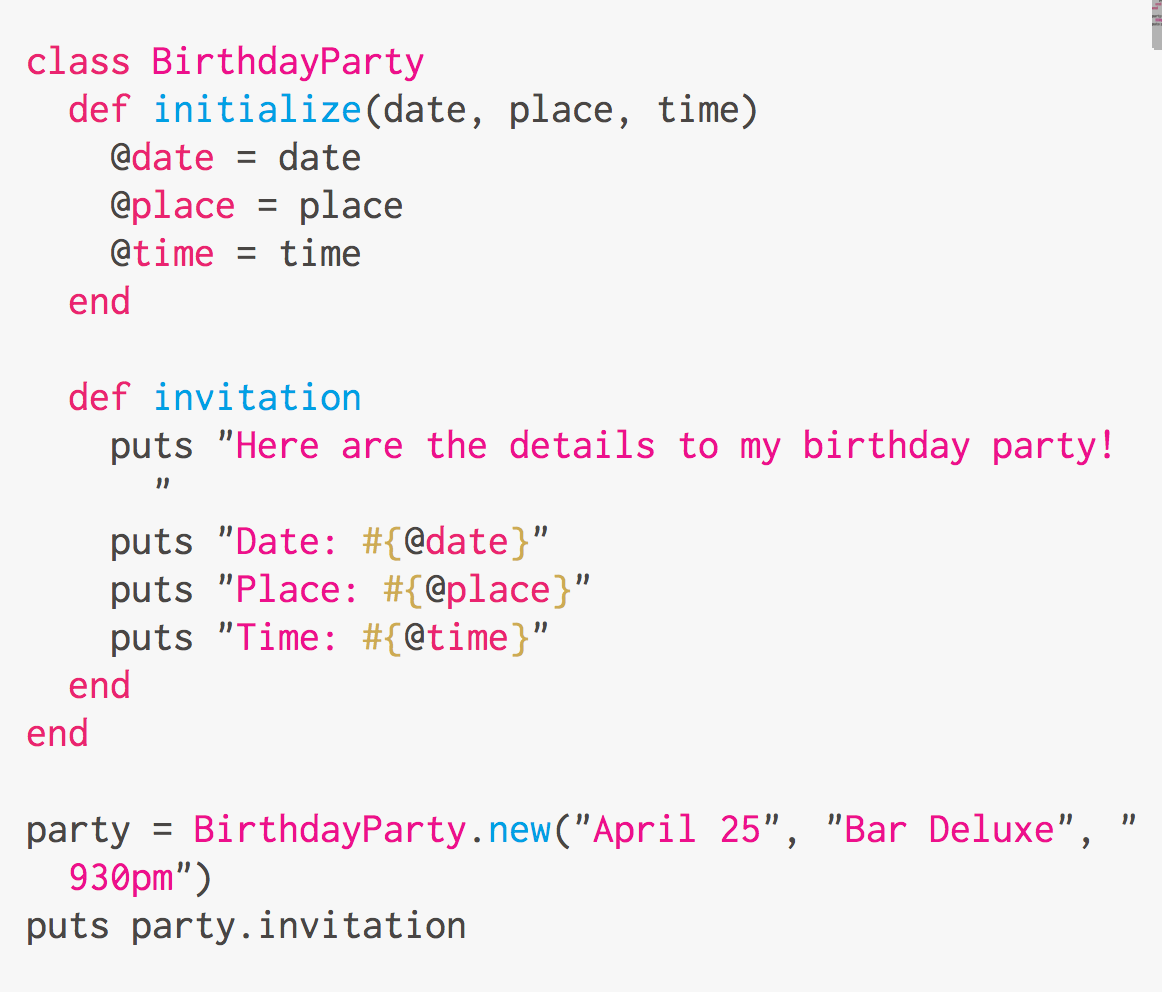 class BirthdayParty
  def initialize(date, place, time)
    @date = date
    @place = place
    @time = time
  end

  def invitation
    puts "Here are the details to my birthday party!
      "
    puts "Date: #{@date}"
    puts "Place: #{@place}"
    puts "Time: #{@time}"
  end
end

party = BirthdayParty.new("April 25", "Bar Deluxe", "
  930pm")
puts party.invitation